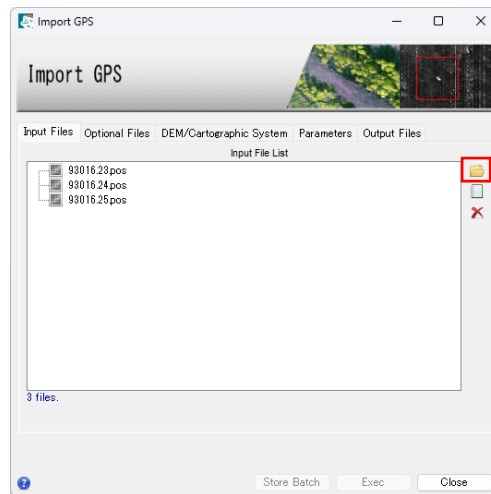 Import GPS
Import GPS
Input Files Optional Files DEM/Cartographic System Parameters Output Files
Input File List
93016.23.pos
93016.24.pos
93016.25.pos
3 files.
Store Batch Exec Close